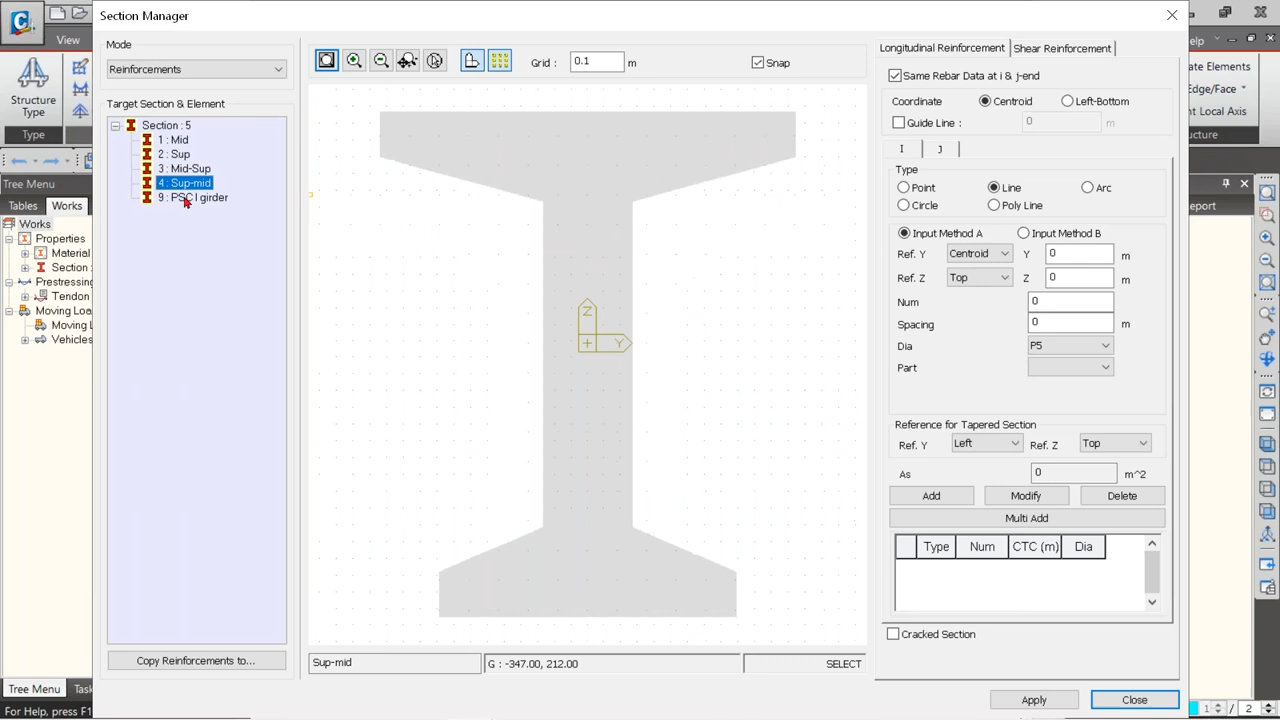 Section Manager
View
Structure
Type
Type
Tree Menu
Tables Works
Works
Properties
Material
Section :
Prestressing
Tendon
Moving Loa
Moving L
Vehicles
Tree Menu Task
For Help, press F1
Mode
Reinforcements
Target Section & Element
Section : 5
1 : Mid
2 : Sup
3 : Mid-Sup
4 : Sup-mid
9 : PSC I girder
Copy Reinforcements to...
Grid : 0.1 m
Snap
Z
Y
Sup-mid G : -347.00, 212.00 SELECT
Longitudinal Reinforcement Shear Reinforcement
Same Rebar Data at i & j-end
Coordinate Centroid Left-Bottom
Guide Line : 0 m
I J
Type
Point Line Arc
Circle Poly Line
Input Method A Input Method B
Ref. Y Centroid Y 0 m
Ref. Z Top Z 0 m
Num 0
Spacing 0 m
Dia P5
Part
Reference for Tapered Section
Ref. Y Left Ref. Z Top
As 0 m^2
Add Modify Delete
Multi Add
Type Num CTC (m) Dia
Cracked Section
Apply Close
elp
ate Elements
Edge/Face
nt Local Axis
ucture
eport
1 / 2